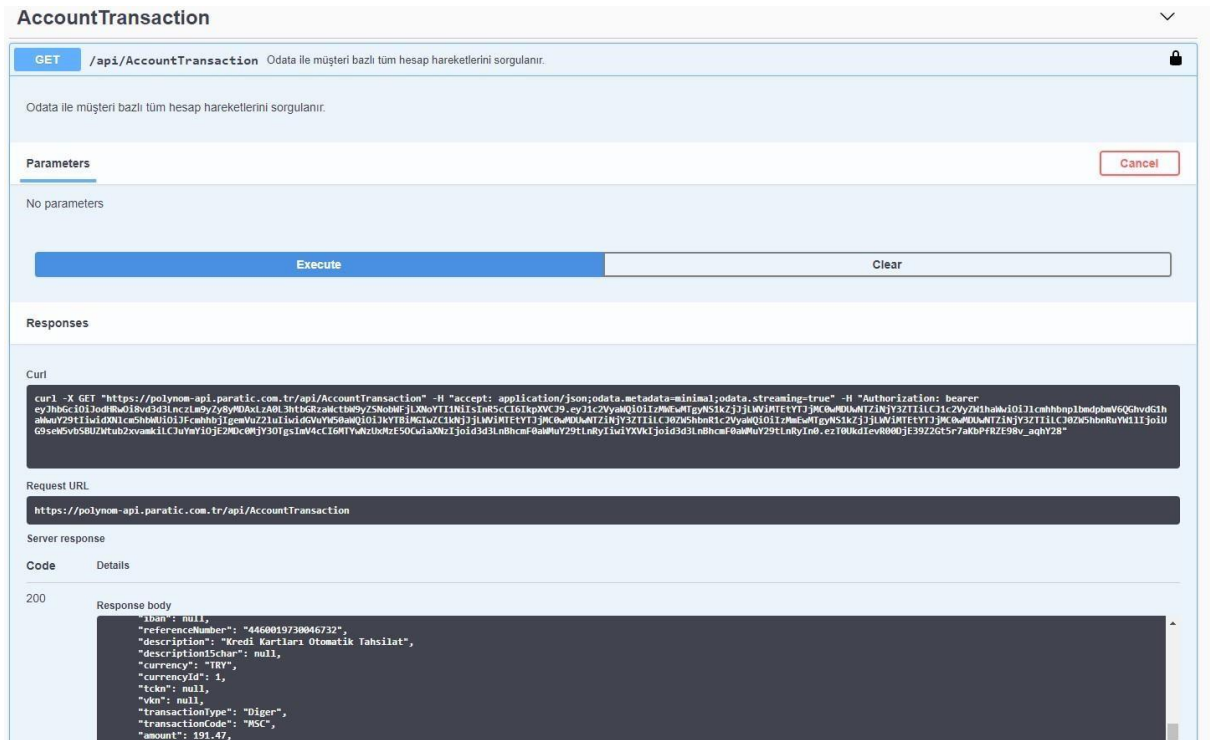 AccountTransaction
GET /api/AccountTransaction Odata ile müşteri bazlı tüm hesap hareketlerini sorgulanır.
Odata ile müşteri bazlı tüm hesap hareketlerini sorgulanır.
Parameters
Cancel
No parameters
Execute
Clear
Responses
Curl
curl -X GET "https://polynom-api.paratic.com.tr/api/AccountTransaction" -H "accept: application/json;odata.metadata=minimal;odata.streaming=true" -H "Authorization: bearer
Request URL
https://polynom-api.paratic.com.tr/api/AccountTransaction
Server response
Code Details
200
Response body
"iban": null,
"referenceNumber": "4460019730046732",
"description": "Kredi Kartları Otomatik Tahsilat",
"description15char": null,
"currency": "TRY",
"currencyId": 1,
"tckn": null,
"vkn": null,
"transactionType": "Diger",
"transactionCode": "MSC",
"amount": 191.47,